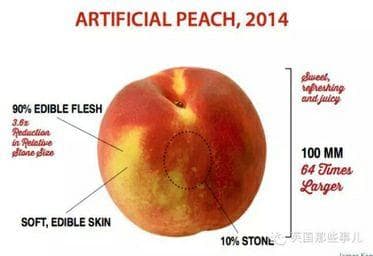 ARTIFICIAL PEACH, 2014
90% EDIBLE FLESH
3.6x
Reduction
in Relative
Stone Size
SOFT, EDIBLE SKIN
10% STONE
Sweet,
refreshing
and juicy
100 MM
64 Times
Larger
英国那些事儿
James Ken